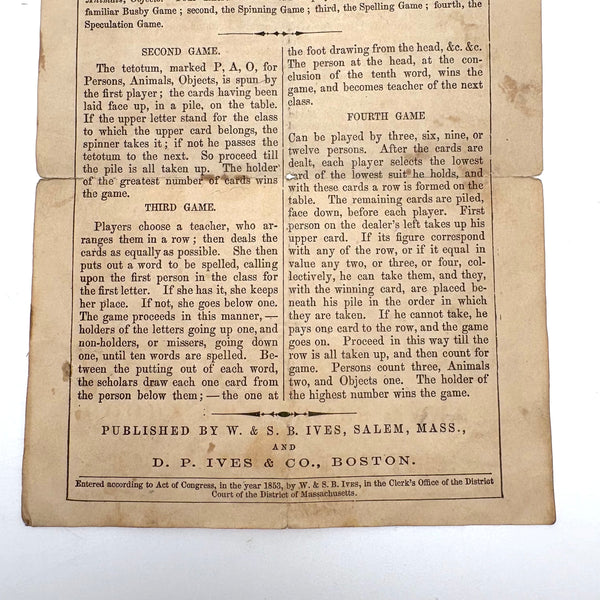 familiar Busby Game; second, the Spinning Game; third, the Spelling Game; fourth, the
Speculation Game.
SECOND GAME.
The tetotum, marked P, A, O, for
Persons, Animals, Objects, is spun by
the first player; the cards having been
laid face up, in a pile, on the table.
If the upper letter stand for the class
to which the upper card belongs, the
spinner takes it; if not he passes the
tetotum to the next. So proceed till
the pile is all taken up. The holder
of the greatest number of cards wins
the game.
THIRD GAME.
Players choose a teacher, who ar-
ranges them in a row; then deals the
cards as equally as possible. She then
puts out a word to be spelled, calling
upon the first person in the class for
the first letter. If she has it, she keeps
her place. If not, she goes below one.
The game proceeds in this manner,—
holders of the letters going up one, and
non-holders, or missers, going down
one, until ten words are spelled. Be-
tween the putting out of each word,
the scholars draw each one card from
the person below them;—the one at
the foot drawing from the head, &c. &c.
The person at the head, at the con-
clusion of the tenth word, wins the
game, and becomes teacher of the next
class.
FOURTH GAME
Can be played by three, six, nine, or
twelve persons. After the cards are
dealt, each player selects the lowest
card of the lowest suit he holds, and
with these cards a row is formed on the
table. The remaining cards are piled,
face down, before each player. First
person on the dealer's left takes up his
upper card. If its figure correspond
with any of the row, or if it equal in
value any two, or three, or four, col-
lectively, he can take them, and they,
with the winning card, are placed be-
neath his pile in the order in which
they are taken. If he cannot take, he
pays one card to the row, and the game
goes on. Proceed in this way till the
row is all taken up, and then count for
game. Persons count three, Animals
two, and Objects one. The holder of
the highest number wins the game.
PUBLISHED BY W. & S. B. IVES, SALEM, MASS.,
AND
D. P. IVES & CO., BOSTON.
Entered according to Act of Congress, in the year 1853, by W. & S. B. IVES, in the Clerk's Office of the District
Court of the District of Massachusetts.